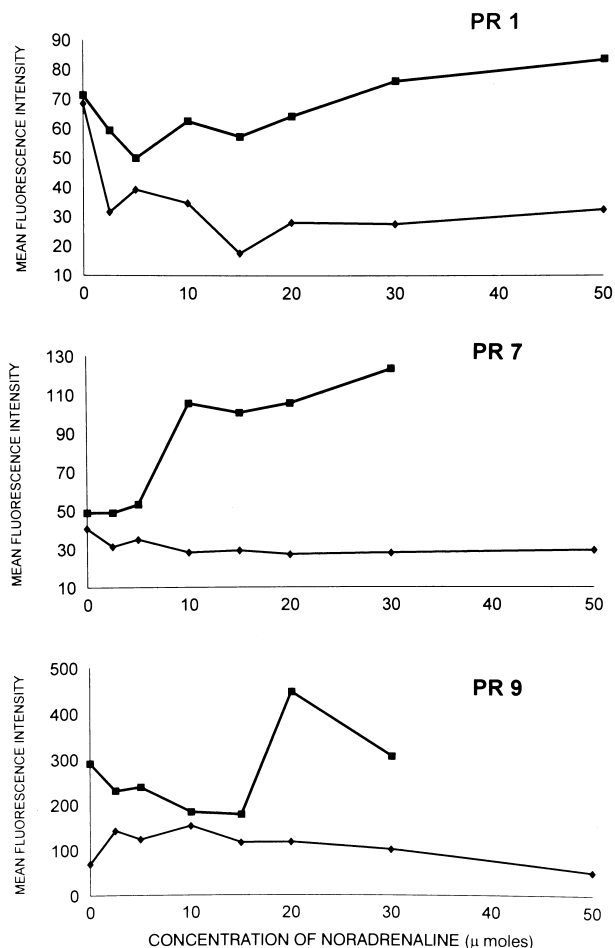 PR 1
MEAN FLUORESCENCE INTENSITY
90
80
70
60
50
40
30
20
10
0 10 20 30 40 50
PR 7
MEAN FLUORESCENCE INTENSITY
130
110
90
70
50
30
10
0 10 20 30 40 50
PR 9
MEAN FLUORESCENCE INTENSITY
500
400
300
200
100
0
0 10 20 30 40 50
CONCENTRATION OF NORADRENALINE (μ moles)